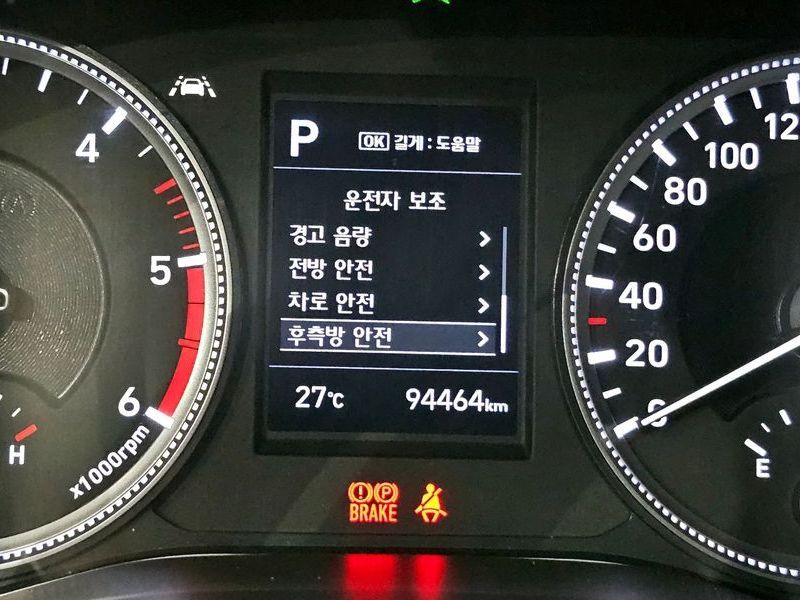 P OK 길게 : 도움말
운전자 보조
경고 음량
전방 안전
차로 안전
후측방 안전
27°C 94464km
4
5
6
H
x1000rpm
100
80
60
40
20
0
E
P
BRAKE